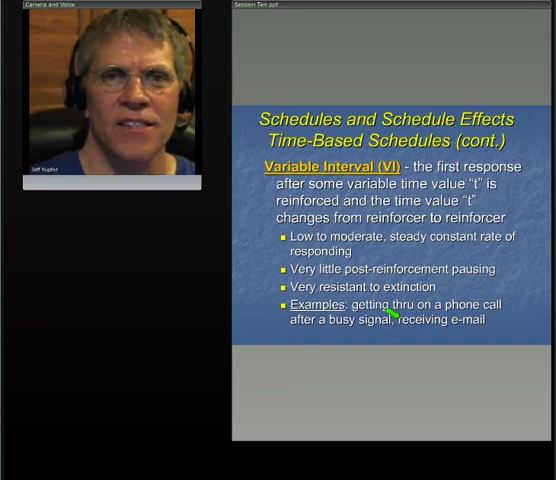 Camera and Voice
Session Ten.ppt
Jeff Kupfer
Schedules and Schedule Effects
Time-Based Schedules (cont.)
Variable Interval (VI) - the first response
after some variable time value “t” is
reinforced and the time value “t”
changes from reinforcer to reinforcer
Low to moderate, steady constant rate of
responding
Very little post-reinforcement pausing
Very resistant to extinction
Examples: getting thru on a phone call
after a busy signal, receiving e-mail